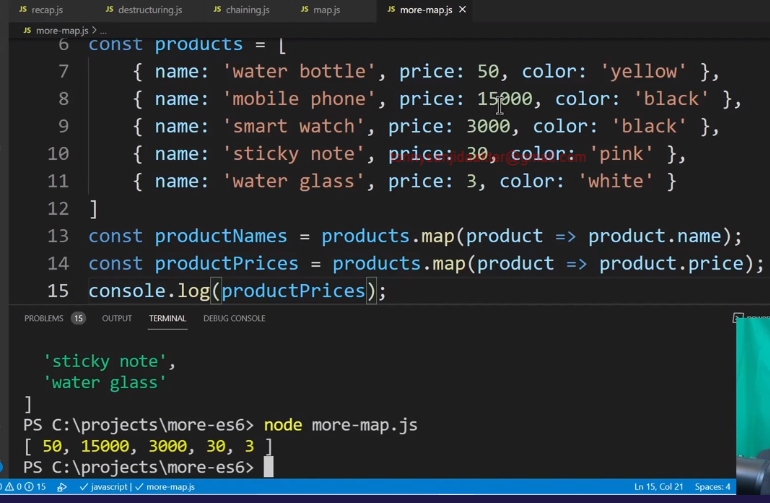 recap.js destructuring.js chaining.js map.js more-map.js
more-map.js > ...
6 const products = [
7 { name: 'water bottle', price: 50, color: 'yellow' },
8 { name: 'mobile phone', price: 15000, color: 'black' },
9 { name: 'smart watch', price: 3000, color: 'black' },
10 { name: 'sticky note', price: 30, color: 'pink' },
11 { name: 'water glass', price: 3, color: 'white' }
12 ]
13 const productNames = products.map(product => product.name);
14 const productPrices = products.map(product => product.price);
15 console.log(productPrices);
PROBLEMS 15 OUTPUT TERMINAL DEBUG CONSOLE
'sticky note',
'water glass'
]
PS C:\projects\more-es6> node more-map.js
[ 50, 15000, 3000, 30, 3 ]
PS C:\projects\more-es6>
0 0 15 javascript | more-map.js Ln 15, Col 21 Spaces: 4